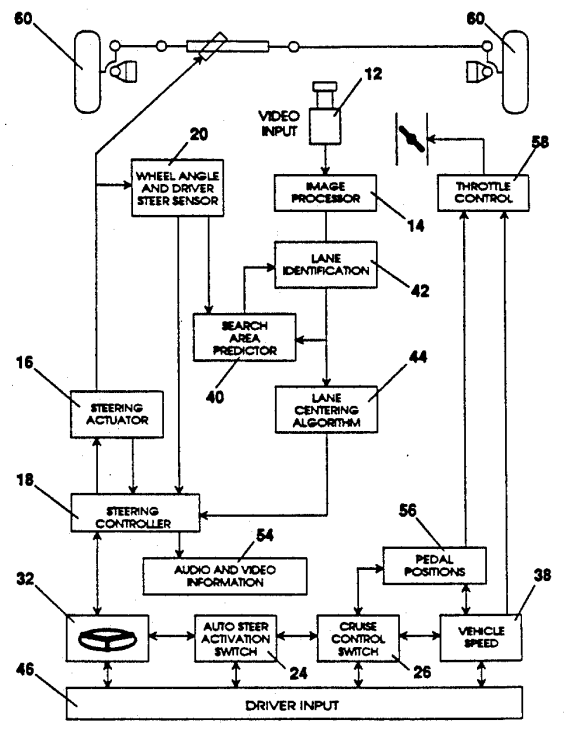 60
60
12
VIDEO
INPUT
20
58
WHEEL ANGLE
AND DRIVER
STEER SENSOR
IMAGE
PROCESSOR
THROTTLE
CONTROL
14
LANE
IDENTIFICATION
42
SEARCH
AREA
PREDICTOR
40
16
44
STEERING
ACTUATOR
LANE
CENTERING
ALGORITHM
18
STEERING
CONTROLLER
54
56
AUDIO AND VIDEO
INFORMATION
PEDAL
POSITIONS
38
32
AUTO STEER
ACTIVATION
SWITCH
CRUISE
CONTROL
SWITCH
VEHICLE
SPEED
24
26
46
DRIVER INPUT